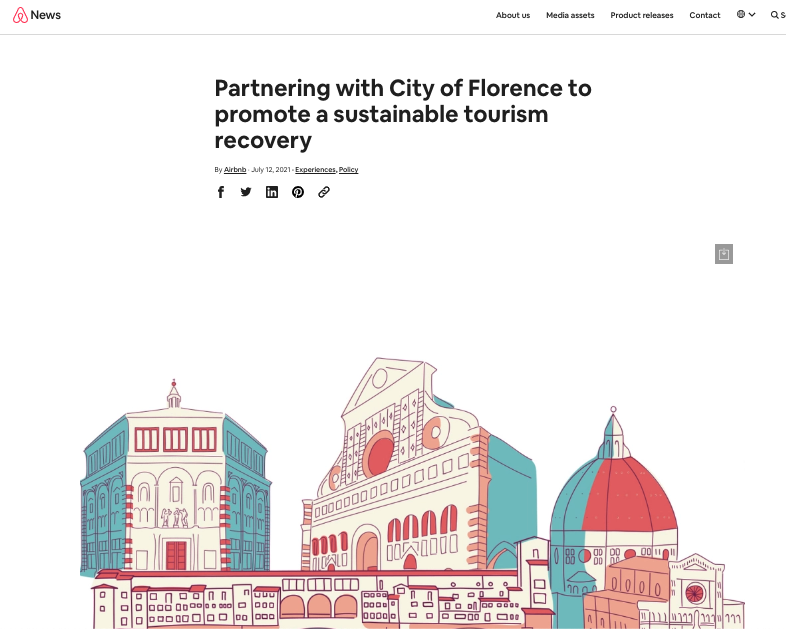 News
About us Media assets Product releases Contact
Partnering with City of Florence to
promote a sustainable tourism
recovery
By Airbnb · July 12, 2021 · Experiences, Policy